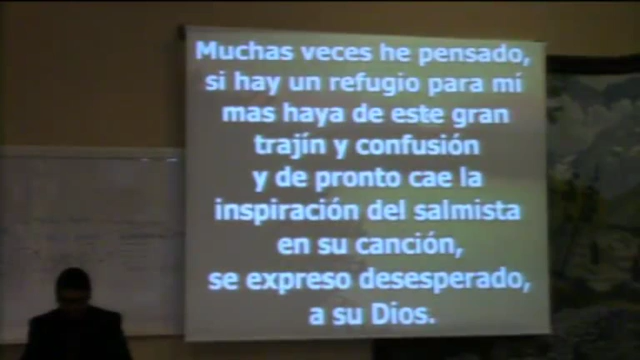 Muchas veces he pensado,
si hay un refugio para mí
mas haya de este gran
trajín y confusión
y de pronto cae la
inspiración del salmista
en su canción,
se expreso desesperado,
a su Dios.